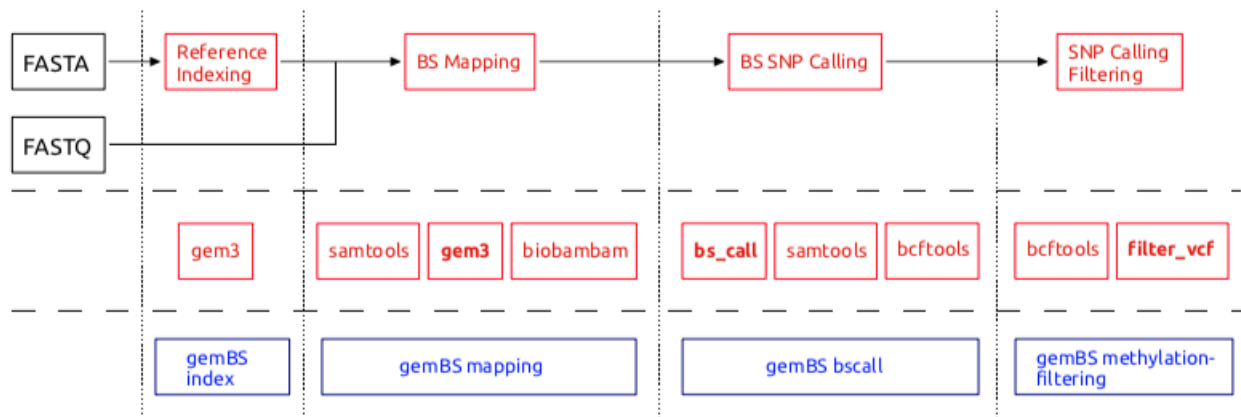 FASTA
Reference
Indexing
BS Mapping
BS SNP Calling
SNP Calling
Filtering
FASTQ
gem3
samtools
gem3
biobambam
bs_call
samtools
bcftools
bcftools
filter_vcf
gemBS
index
gemBS mapping
gemBS bscall
gemBS methylation-
filtering